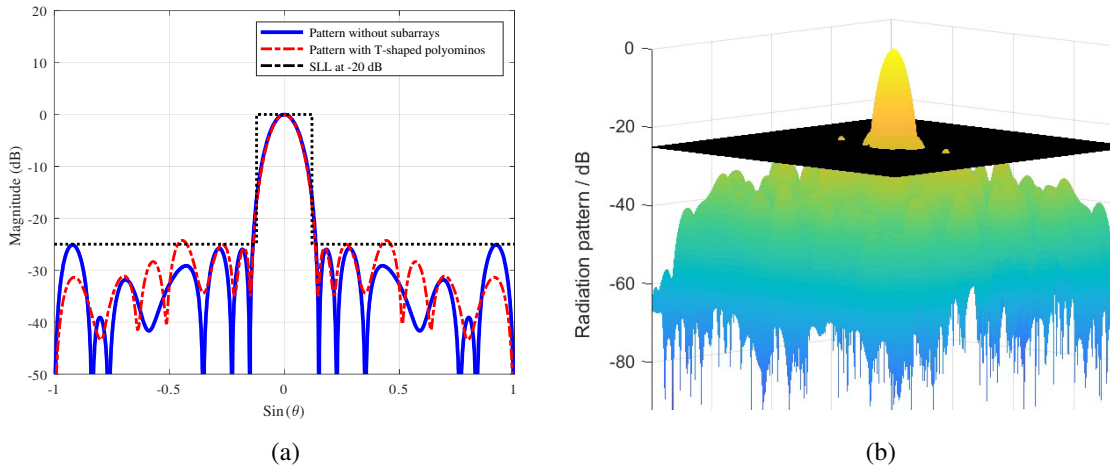 20
10
0
-10
-20
-30
-40
-50
Magnitude (dB)
-1
-0.5
0
0.5
1
Sin (θ)
Pattern without subarrays
Pattern with T-shaped polyominos
SLL at -20 dB
(a)
0
-20
-40
-60
-80
Radiation pattern / dB
(b)